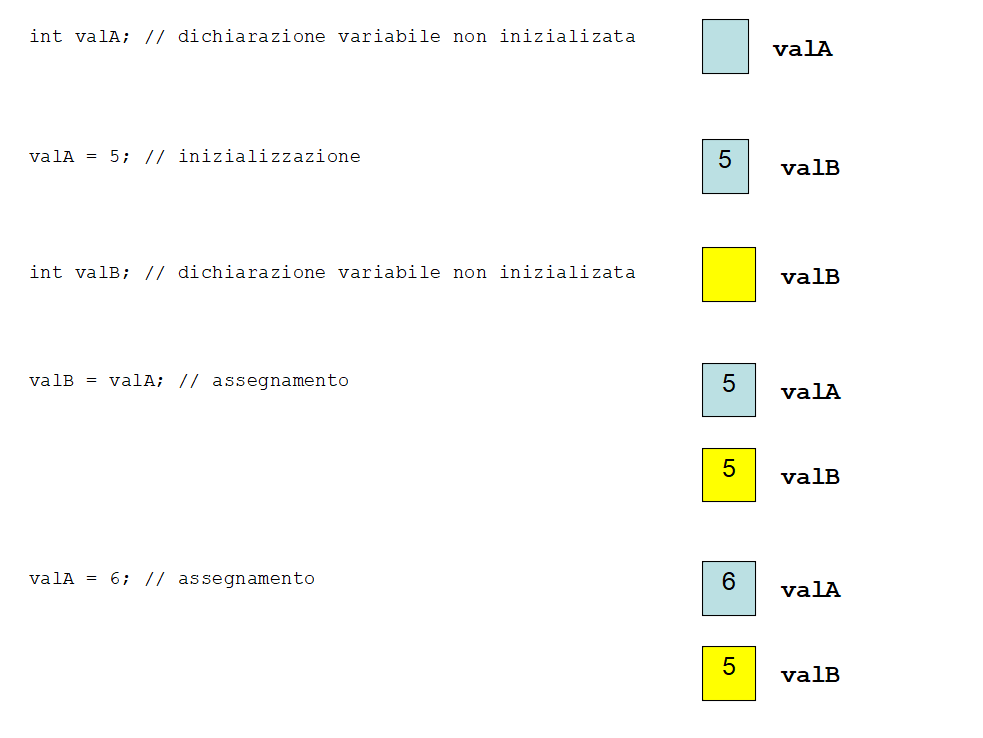 int valA; // dichiarazione variabile non inizializata
valA
valA = 5; // inizializzazione
5
valB
int valB; // dichiarazione variabile non inizializata
valB
valB = valA; // assegnamento
5
valA
5
valB
valA = 6; // assegnamento
6
valA
5
valB